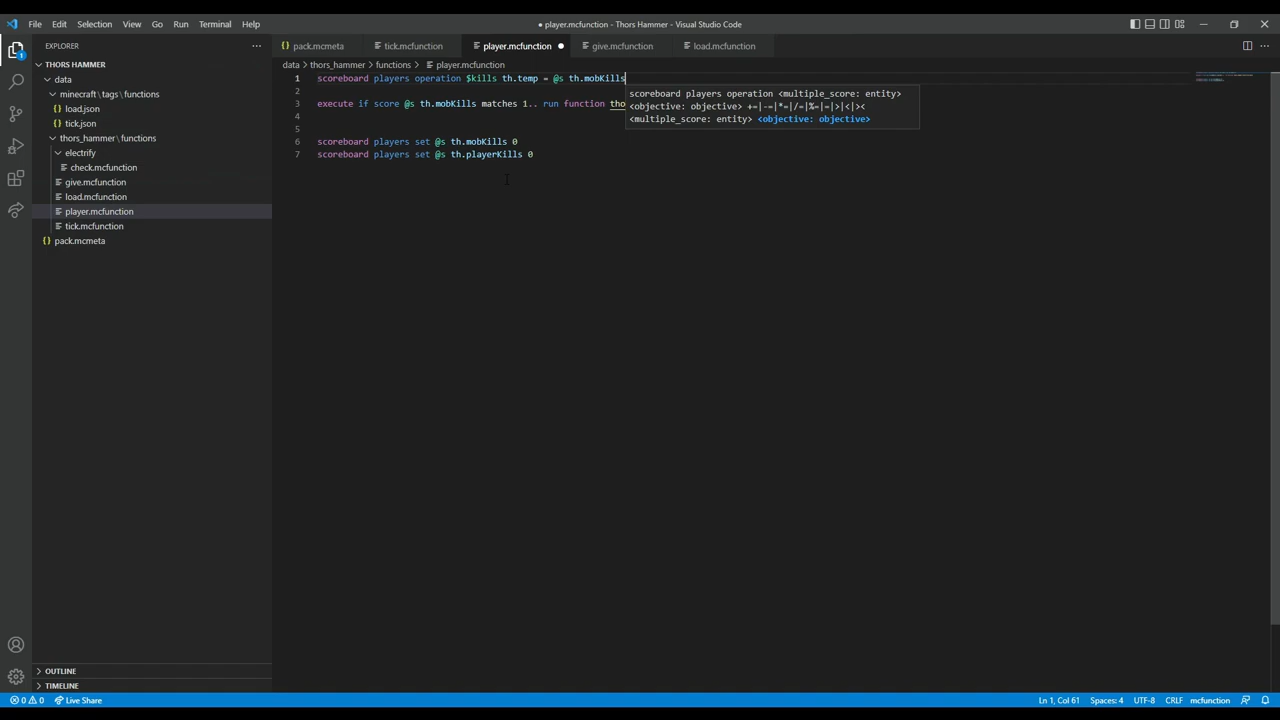 File Edit Selection View Go Run Terminal Help
● player.mcfunction - Thors Hammer - Visual Studio Code
EXPLORER
pack.mcmeta tick.mcfunction player.mcfunction ● give.mcfunction load.mcfunction
THORS HAMMER
data > thors_hammer > functions > player.mcfunction
data
minecraft\tags\functions
load.json
tick.json
thors_hammer\functions
electrify
check.mcfunction
give.mcfunction
load.mcfunction
player.mcfunction
tick.mcfunction
pack.mcmeta
1 scoreboard players operation $kills th.temp = @s th.mobKills
2
3 execute if score @s th.mobKills matches 1.. run function tho
4
5
6 scoreboard players set @s th.mobKills 0
7 scoreboard players set @s th.playerKills 0
scoreboard players operation <multiple_score: entity>
<objective: objective> +=|-=|*=|/=|%=|=|>|<|><
<multiple_score: entity> <objective: objective>
1
OUTLINE
TIMELINE
0 0 Live Share Ln 1, Col 61 Spaces: 4 UTF-8 CRLF mcfunction